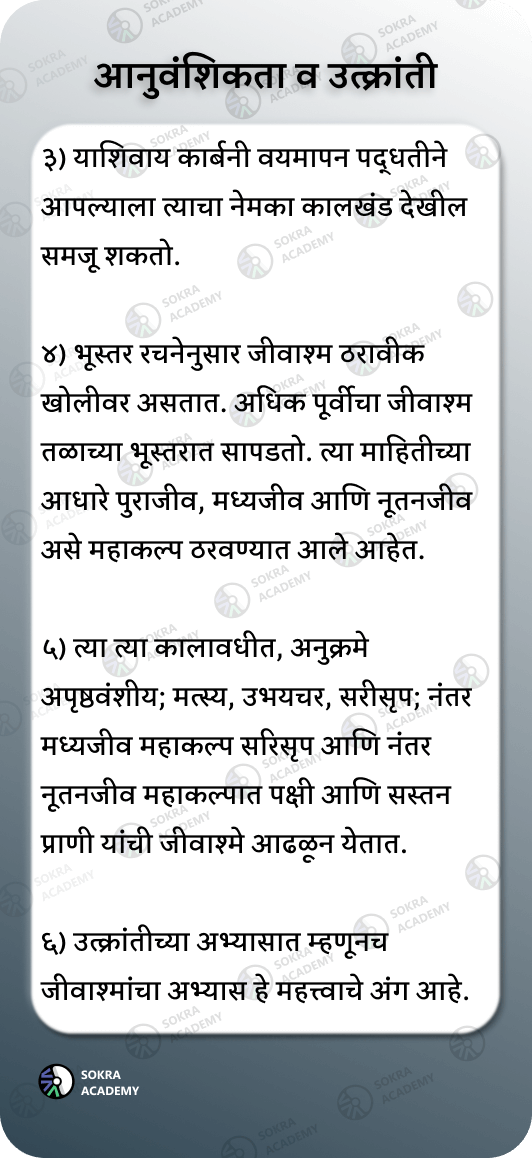 आनुवंशिकता व उत्क्रांती
३) याशिवाय कार्बनी वयमापन पद्धतीने
आपल्याला त्याचा नेमका कालखंड देखील
समजू शकतो.
४) भूस्तर रचनेनुसार जीवाश्म ठरावीक
खोलीवर असतात. अधिक पूर्वीचा जीवाश्म
तळाच्या भूस्तरात सापडतो. त्या माहितीच्या
आधारे पुराजीव, मध्यजीव आणि नूतनजीव
असे महाकल्प ठरवण्यात आले आहेत.
५) त्या त्या कालावधीत, अनुक्रमे
अपृष्ठवंशीय; मत्स्य, उभयचर, सरीसृप; नंतर
मध्यजीव महाकल्प सरिसृप आणि नंतर
नूतनजीव महाकल्पात पक्षी आणि सस्तन
प्राणी यांची जीवाश्मे आढळून येतात.
६) उत्क्रांतीच्या अभ्यासात म्हणूनच
जीवाश्मांचा अभ्यास हे महत्त्वाचे अंग आहे.
SOKRA
ACADEMY